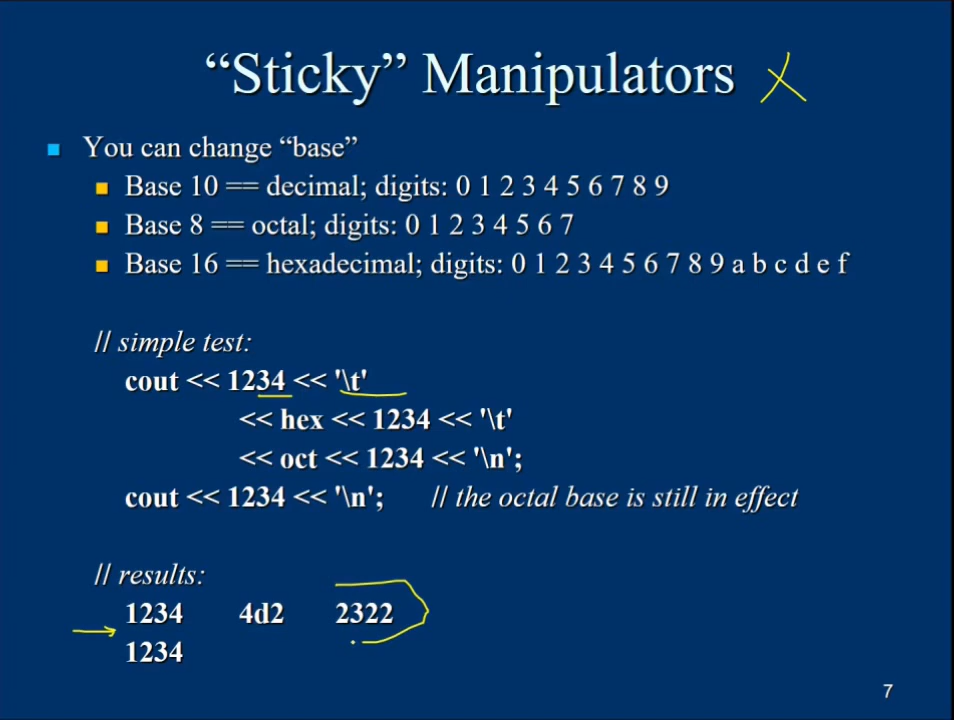 “Sticky” Manipulators
You can change “base”
Base 10 == decimal; digits: 0 1 2 3 4 5 6 7 8 9
Base 8 == octal; digits: 0 1 2 3 4 5 6 7
Base 16 == hexadecimal; digits: 0 1 2 3 4 5 6 7 8 9 a b c d e f
// simple test:
cout << 1234 << '\t'
<< hex << 1234 << '\t'
<< oct << 1234 << '\n';
cout << 1234 << '\n'; // the octal base is still in effect
// results:
1234 4d2 2322
1234
7